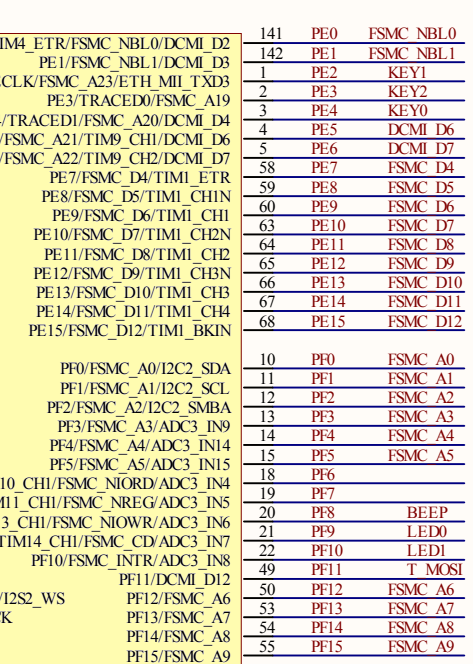 IM4_ETR/FSMC_NBL0/DCMI_D2 141 PE0 FSMC_NBL0
PE1/FSMC_NBL1/DCMI_D3 142 PE1 FSMC_NBL1
CLK/FSMC_A23/ETH_MII_TXD3 1 PE2 KEY1
PE3/TRACED0/FSMC_A19 2 PE3 KEY2
/TRACED1/FSMC_A20/DCMI_D4 3 PE4 KEY0
/FSMC_A21/TIM9_CH1/DCMI_D6 4 PE5 DCMI_D6
/FSMC_A22/TIM9_CH2/DCMI_D7 5 PE6 DCMI_D7
PE7/FSMC_D4/TIM1_ETR 58 PE7 FSMC_D4
PE8/FSMC_D5/TIM1_CH1N 59 PE8 FSMC_D5
PE9/FSMC_D6/TIM1_CH1 60 PE9 FSMC_D6
PE10/FSMC_D7/TIM1_CH2N 63 PE10 FSMC_D7
PE11/FSMC_D8/TIM1_CH2 64 PE11 FSMC_D8
PE12/FSMC_D9/TIM1_CH3N 65 PE12 FSMC_D9
PE13/FSMC_D10/TIM1_CH3 66 PE13 FSMC_D10
PE14/FSMC_D11/TIM1_CH4 67 PE14 FSMC_D11
PE15/FSMC_D12/TIM1_BKIN 68 PE15 FSMC_D12
PF0/FSMC_A0/I2C2_SDA 10 PF0 FSMC_A0
PF1/FSMC_A1/I2C2_SCL 11 PF1 FSMC_A1
PF2/FSMC_A2/I2C2_SMBA 12 PF2 FSMC_A2
PF3/FSMC_A3/ADC3_IN9 13 PF3 FSMC_A3
PF4/FSMC_A4/ADC3_IN14 14 PF4 FSMC_A4
PF5/FSMC_A5/ADC3_IN15 15 PF5 FSMC_A5
10_CH1/FSMC_NIORD/ADC3_IN4 18 PF6
11_CH1/FSMC_NREG/ADC3_IN5 19 PF7
3_CH1/FSMC_NIOWR/ADC3_IN6 20 PF8 BEEP
TIM14_CH1/FSMC_CD/ADC3_IN7 21 PF9 LED0
PF10/FSMC_INTR/ADC3_IN8 22 PF10 LED1
PF11/DCMI_D12 49 PF11 T_MOSI
/I2S2_WS PF12/FSMC_A6 50 PF12 FSMC_A6
K PF13/FSMC_A7 53 PF13 FSMC_A7
PF14/FSMC_A8 54 PF14 FSMC_A8
PF15/FSMC_A9 55 PF15 FSMC_A9